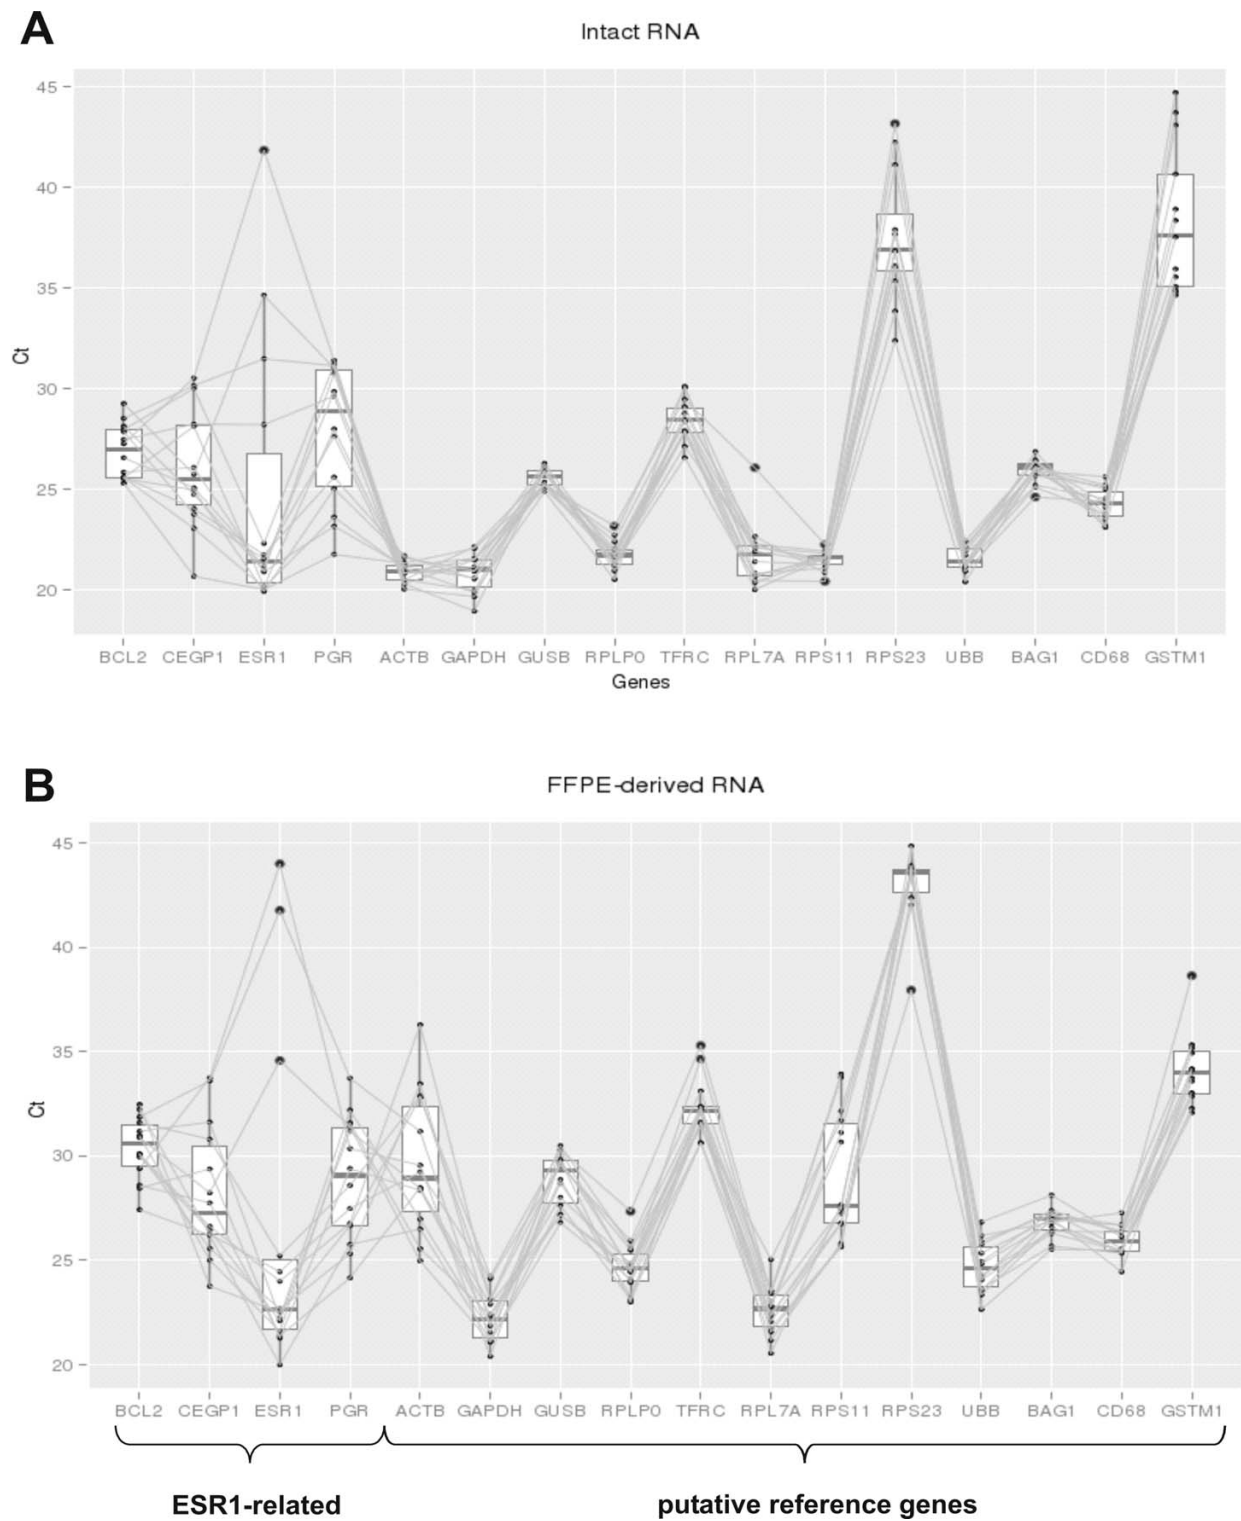 A
Intact RNA
45
40
35
30
25
20
Ct
BCL2 CEGP1 ESR1 PGR ACTB GAPDH GUSB RPLP0 TFRC RPL7A RPS11 RPS23 UBB BAG1 CD68 GSTM1
Genes
B
FFPE-derived RNA
45
40
35
30
25
20
Ct
BCL2 CEGP1 ESR1 PGR ACTB GAPDH GUSB RPLP0 TFRC RPL7A RPS11 RPS23 UBB BAG1 CD68 GSTM1
ESR1-related putative reference genes